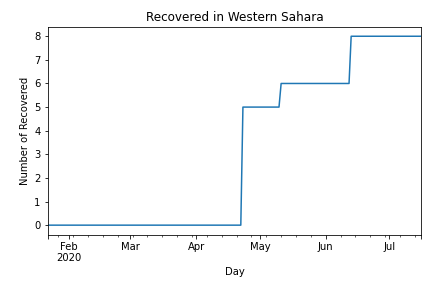 Recovered in Western Sahara
Number of Recovered
8
7
6
5
4
3
2
1
0
Feb
2020
Mar
Apr
May
Jun
Jul
Day